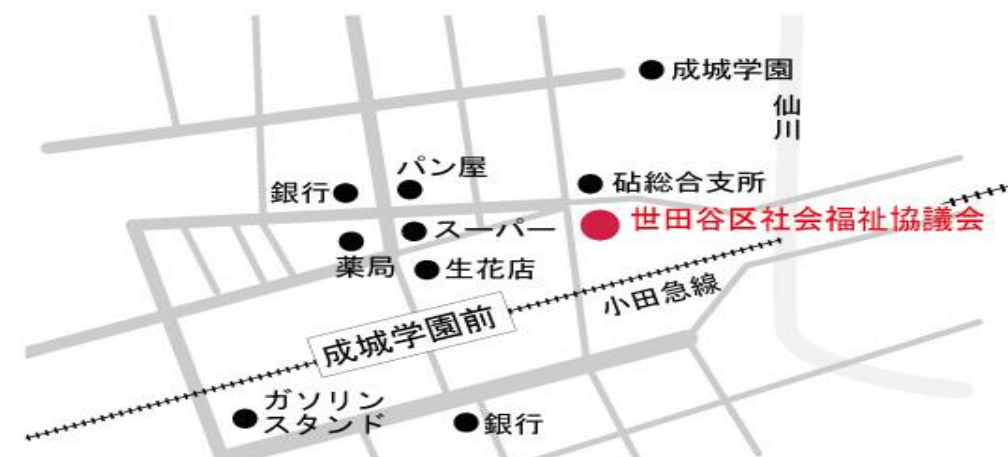 成城学園
仙川
パン屋
銀行
砧総合支所
世田谷区社会福祉協議会
スーパー
薬局
生花店
小田急線
成城学園前
ガソリン
スタンド
銀行